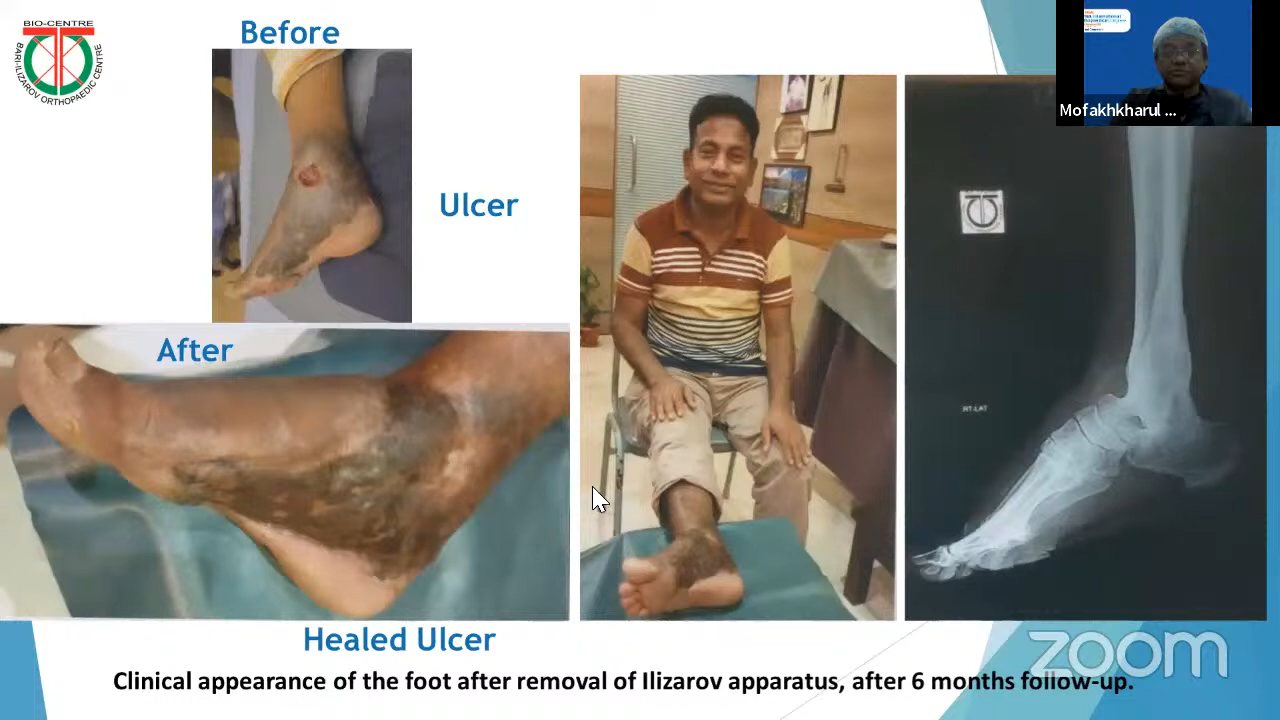 BIO-CENTRE
BARI-ILIZAROV ORTHOPAEDIC CENTRE
Before
Mofakhkharul ...
Ulcer
After
RT-LAT
Healed Ulcer
Clinical appearance of the foot after removal of Ilizarov apparatus, after 6 months follow-up.
zoom